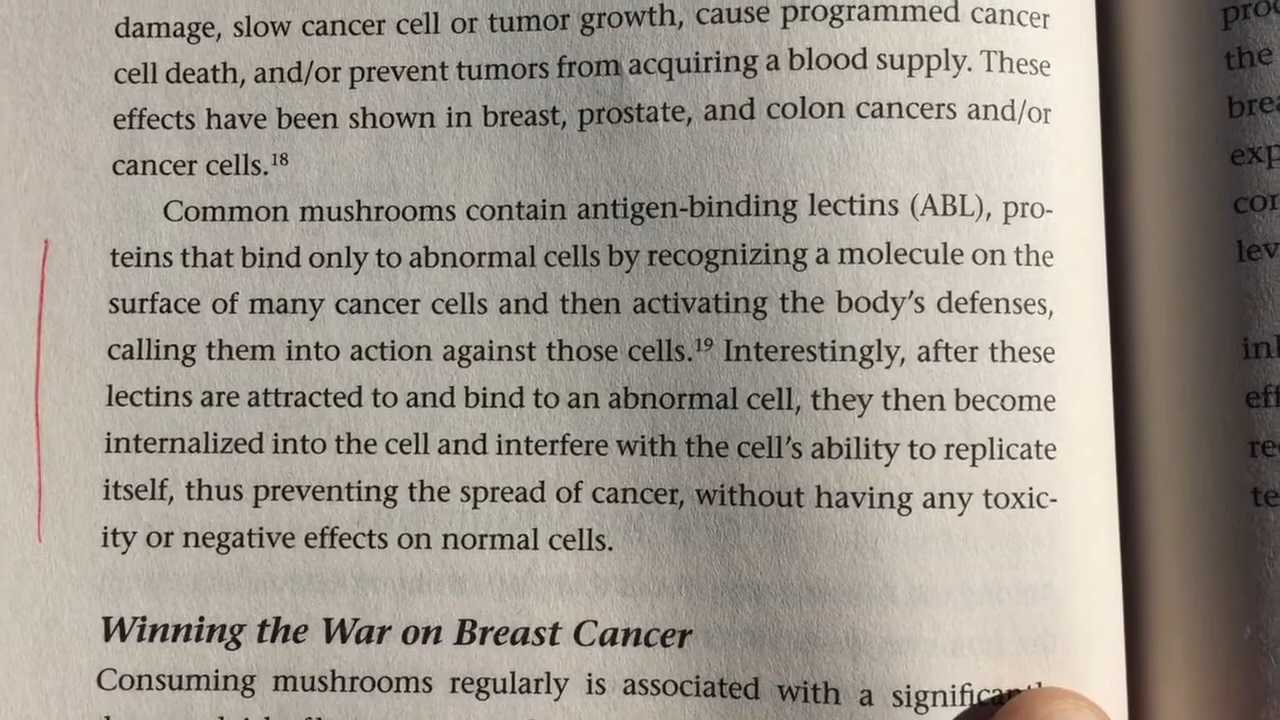 damage, slow cancer cell or tumor growth, cause programmed cancer
cell death, and/or prevent tumors from acquiring a blood supply. These
effects have been shown in breast, prostate, and colon cancers and/or
cancer cells.¹⁸
Common mushrooms contain antigen-binding lectins (ABL), pro-
teins that bind only to abnormal cells by recognizing a molecule on the
surface of many cancer cells and then activating the body's defenses,
calling them into action against those cells.¹⁹ Interestingly, after these
lectins are attracted to and bind to an abnormal cell, they then become
internalized into the cell and interfere with the cell's ability to replicate
itself, thus preventing the spread of cancer, without having any toxic-
ity or negative effects on normal cells.
Winning the War on Breast Cancer
Consuming mushrooms regularly is associated with a
the